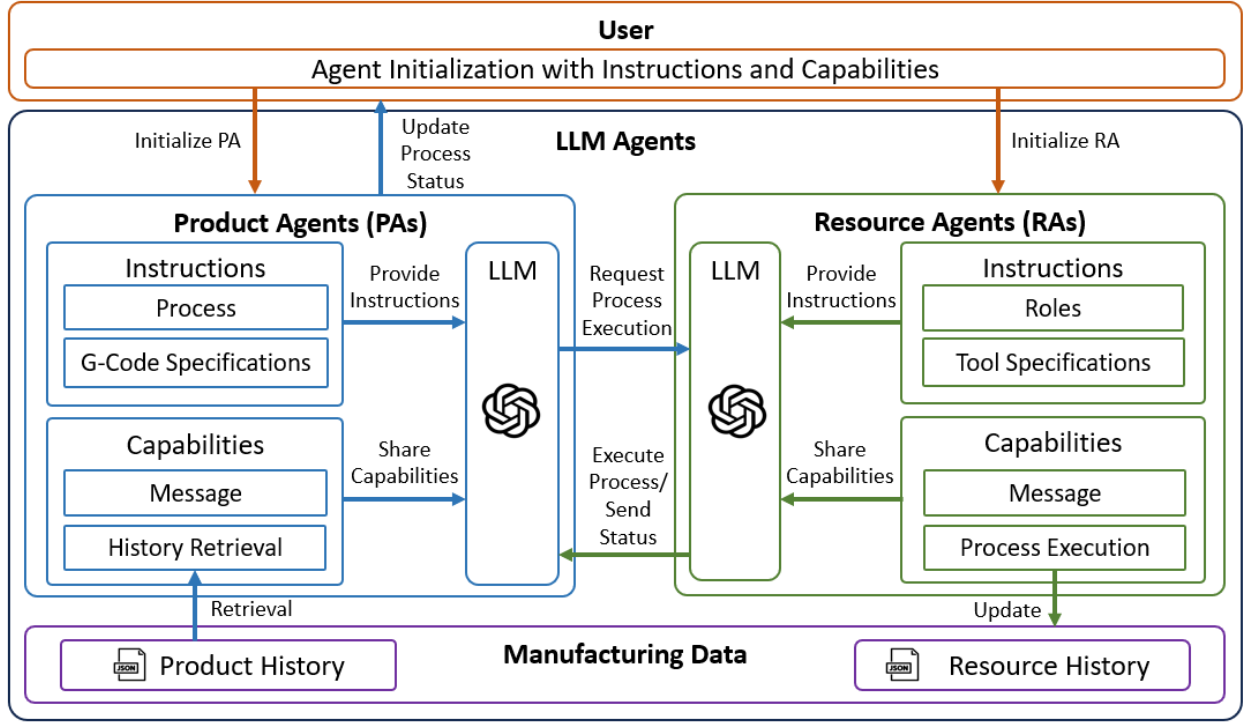 User
Agent Initialization with Instructions and Capabilities
Initialize PA
Update
Process
Status
LLM Agents
Initialize RA
Product Agents (PAs)
Instructions
Process
G-Code Specifications
Provide
Instructions
LLM
Capabilities
Message
History Retrieval
Share
Capabilities
Request
Process
Execution
Execute
Process/
Send
Status
Resource Agents (RAs)
LLM
Provide
Instructions
Instructions
Roles
Tool Specifications
Share
Capabilities
Capabilities
Message
Process Execution
Retrieval
Update
Manufacturing Data
JSON
Product History
JSON
Resource History